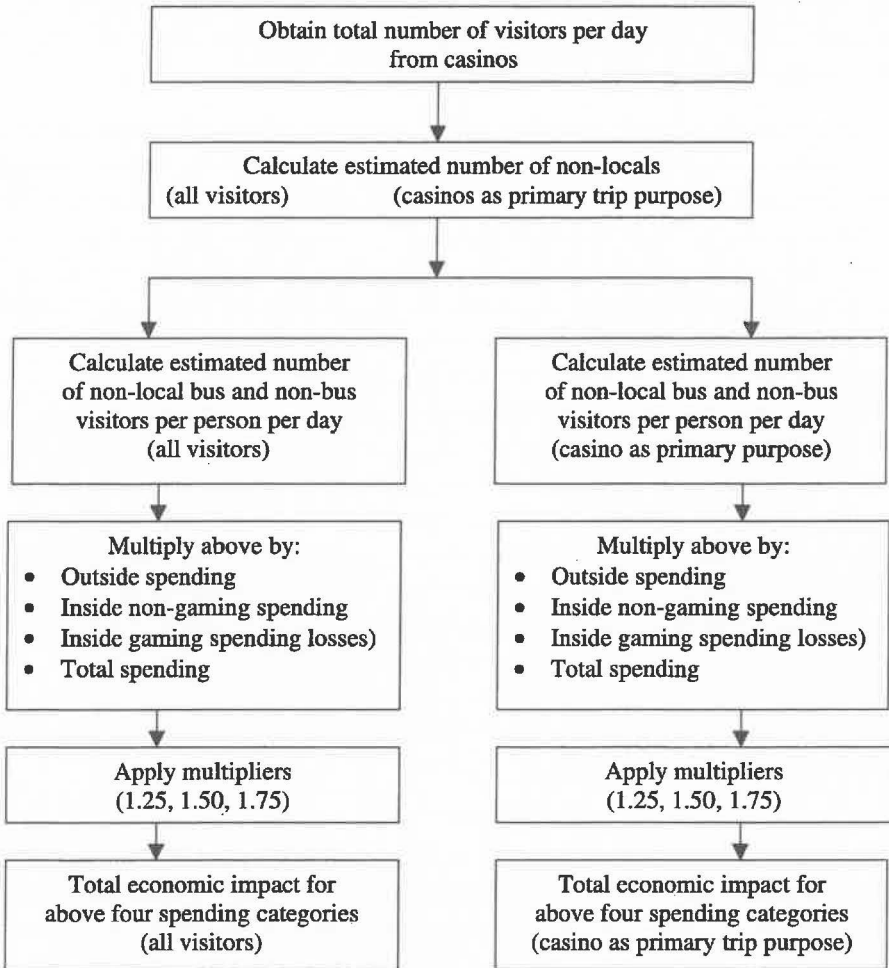 Obtain total number of visitors per day
from casinos
Calculate estimated number of non-locals
(all visitors) (casinos as primary trip purpose)
Calculate estimated number
of non-local bus and non-bus
visitors per person per day
(all visitors)
Calculate estimated number
of non-local bus and non-bus
visitors per person per day
(casino as primary purpose)
Multiply above by:
• Outside spending
• Inside non-gaming spending
• Inside gaming spending losses)
• Total spending
Multiply above by:
• Outside spending
• Inside non-gaming spending
• Inside gaming spending losses)
• Total spending
Apply multipliers
(1.25, 1.50, 1.75)
Apply multipliers
(1.25, 1.50, 1.75)
Total economic impact for
above four spending categories
(all visitors)
Total economic impact for
above four spending categories
(casino as primary trip purpose)